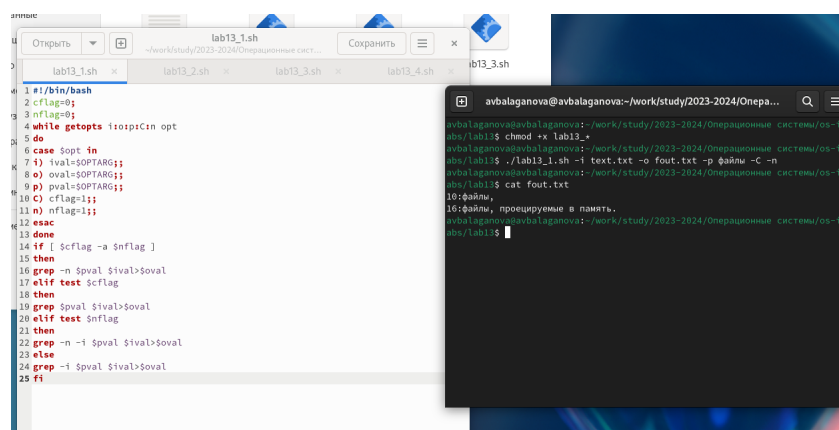 Открыть
lab13_1.sh
~/work/study/2023-2024/Операционные сист...
Сохранить
lab13_1.sh
lab13_2.sh
lab13_3.sh
lab13_4.sh
1 #!/bin/bash
2 cflag=0;
3 nflag=0;
4 while getopts i:o:p:C:n opt
5 do
6 case $opt in
7 i) ival=$OPTARG;;
8 o) oval=$OPTARG;;
9 p) pval=$OPTARG;;
10 C) cflag=1;;
11 n) nflag=1;;
12 esac
13 done
14 if [ $cflag -a $nflag ]
15 then
16 grep -n $pval $ival>$oval
17 elif test $cflag
18 then
19 grep $pval $ival>$oval
20 elif test $nflag
21 then
22 grep -n -i $pval $ival>$oval
23 else
24 grep -i $pval $ival>$oval
25 fi
b13_3.sh
avbalaganova@avbalaganova:~/work/study/2023-2024/Опера...
avbalaganova@avbalaganova:~/work/study/2023-2024/Операционные системы/os-
abs/lab13$ chmod +x lab13_*
avbalaganova@avbalaganova:~/work/study/2023-2024/Операционные системы/os-
abs/lab13$ ./lab13_1.sh -i text.txt -o fout.txt -p файлы -C -n
avbalaganova@avbalaganova:~/work/study/2023-2024/Операционные системы/os-
abs/lab13$ cat fout.txt
10:файлы,
16:файлы, проецируемые в память.
avbalaganova@avbalaganova:~/work/study/2023-2024/Операционные системы/os-
abs/lab13$